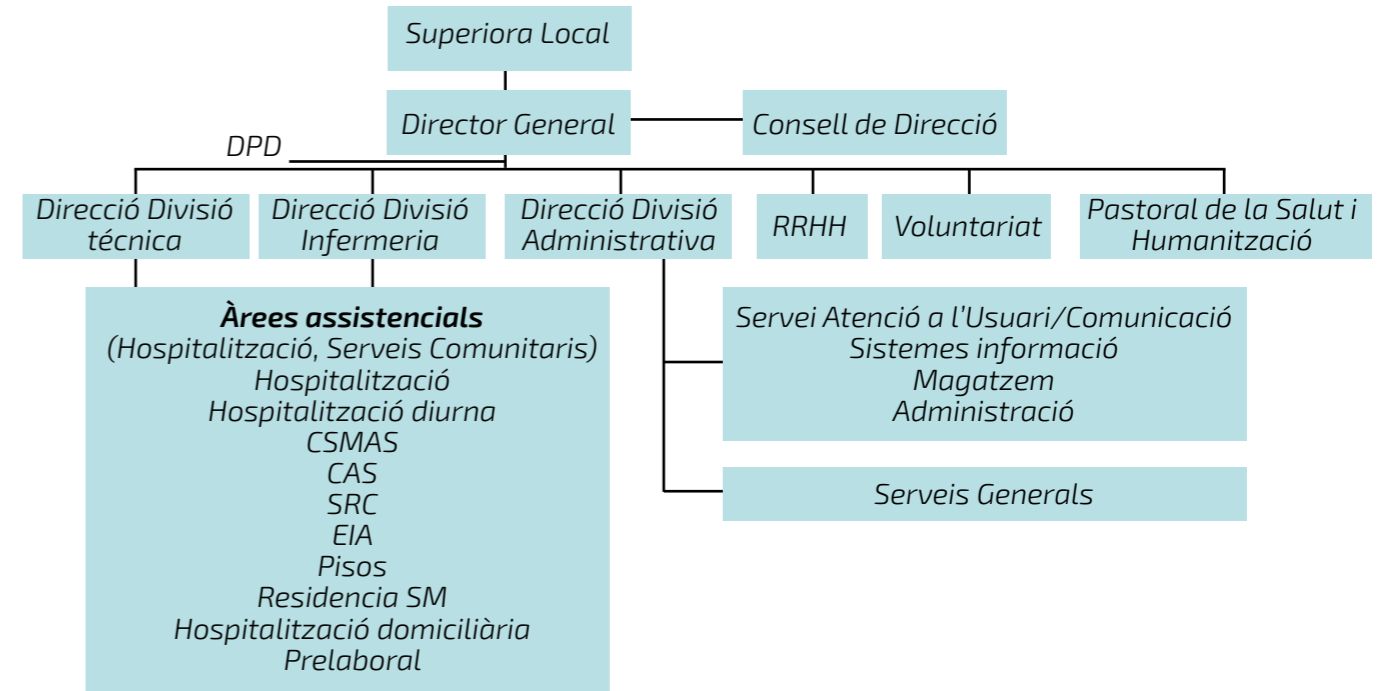 Superiora Local
Director General
Consell de Direcció
DPD
Direcció Divisió
técnica
Direcció Divisió
Infermeria
Direcció Divisió
Administrativa
RRHH
Voluntariat
Pastoral de la Salut i
Humanització
Àrees assistencials
(Hospitalització, Serveis Comunitaris)
Hospitalització
Hospitalització diurna
CSMAS
CAS
SRC
EIA
Pisos
Residencia SM
Hospitalització domiciliària
Prelaboral
Servei Atenció a l’Usuari/Comunicació
Sistemes informació
Magatzem
Administració
Serveis Generals